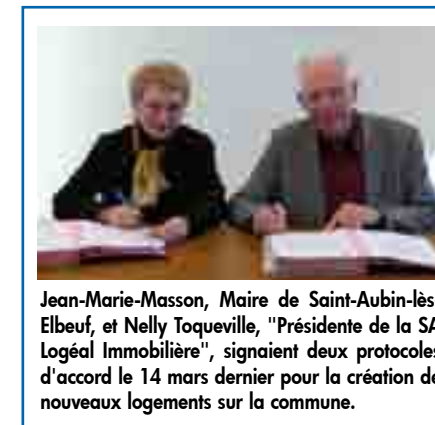 Jean-Marie-Masson, Maire de Saint-Aubin-lès
Elbeuf, et Nelly Toqueville, "Présidente de la SA
Logéal Immobilière", signaient deux protocoles
d'accord le 14 mars dernier pour la création de
nouveaux logements sur la commune.